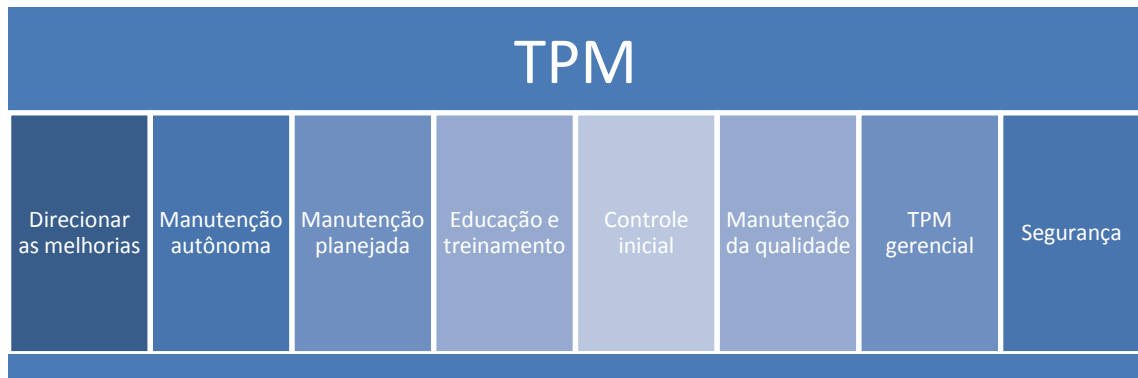 TPM
Direcionar
as melhorias
Manutenção
autônoma
Manutenção
planejada
Educação e
treinamento
Controle
inicial
Manutenção
da qualidade
TPM
gerencial
Segurança